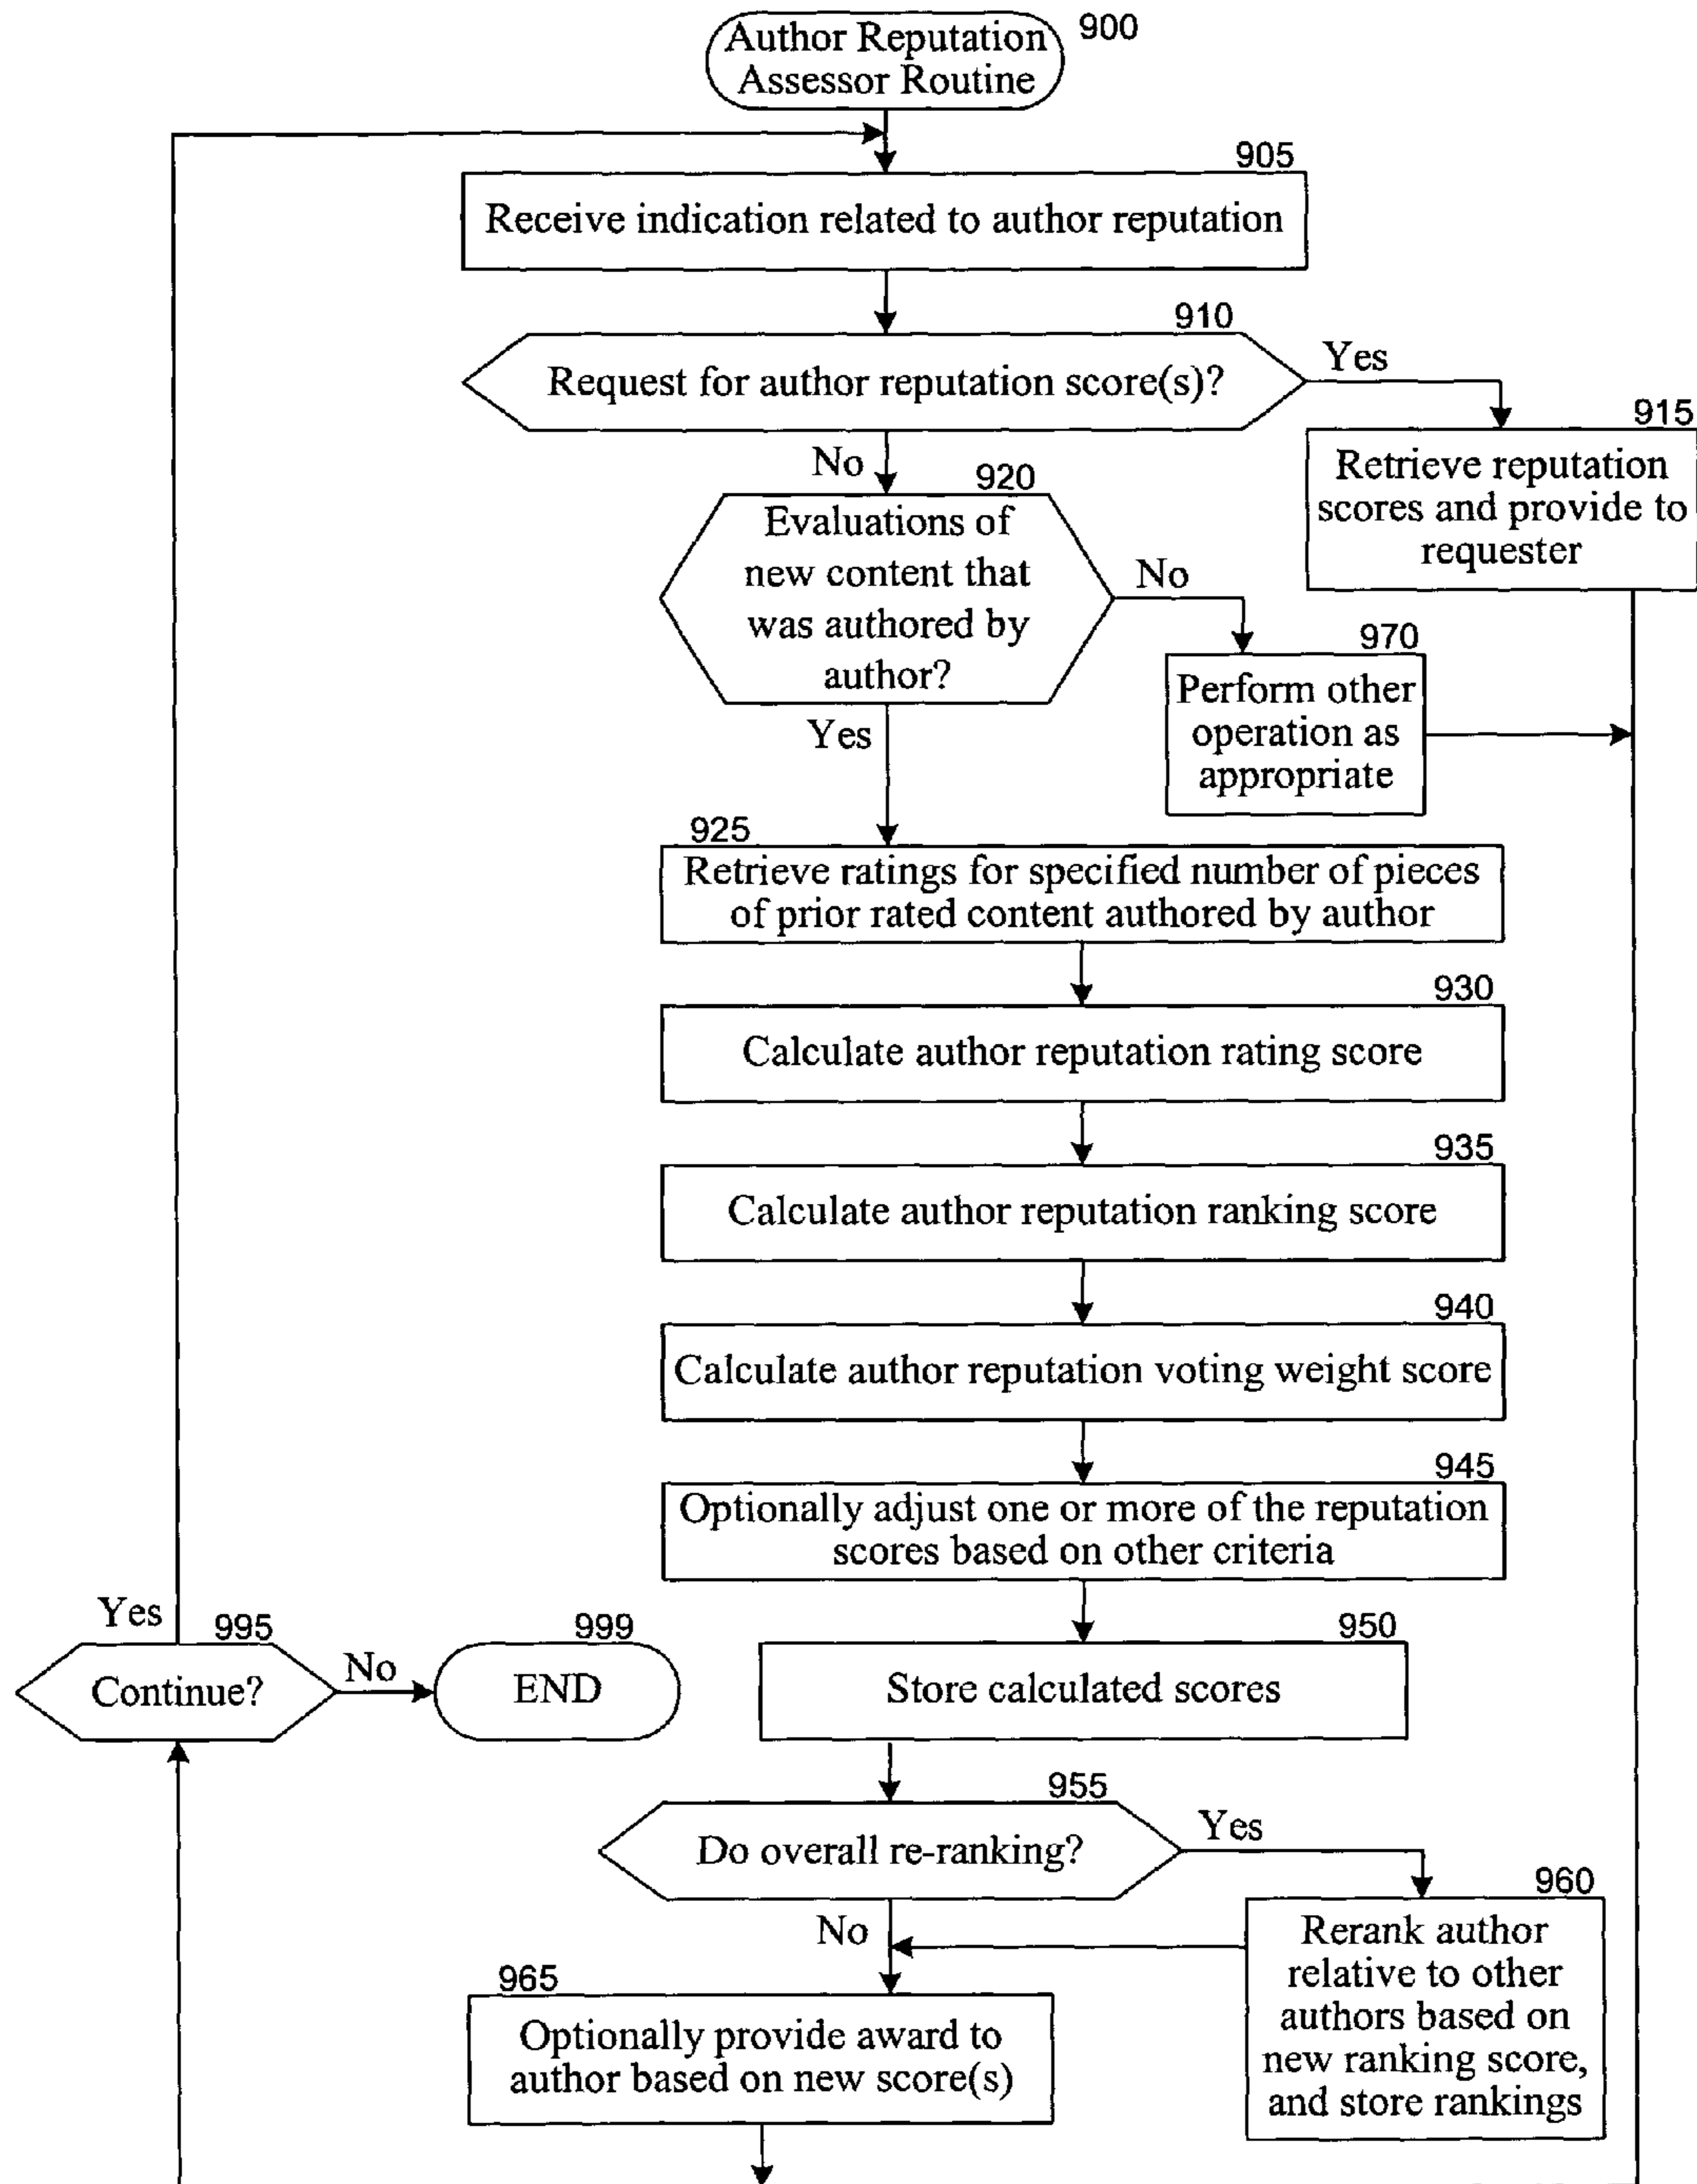 Author Reputation
Assessor Routine
900
905
Receive indication related to author reputation
910
Request for author reputation score(s)?
Yes
No
915
Retrieve reputation
scores and provide to
requester
920
Evaluations of
new content that
was authored by
author?
No
Yes
970
Perform other
operation as
appropriate
925
Retrieve ratings for specified number of pieces
of prior rated content authored by author
930
Calculate author reputation rating score
935
Calculate author reputation ranking score
940
Calculate author reputation voting weight score
945
Optionally adjust one or more of the reputation
scores based on other criteria
Yes
995
Continue?
No
999
END
950
Store calculated scores
955
Do overall re-ranking?
Yes
No
960
Rerank author
relative to other
authors based on
new ranking score,
and store rankings
965
Optionally provide award to
author based on new score(s)